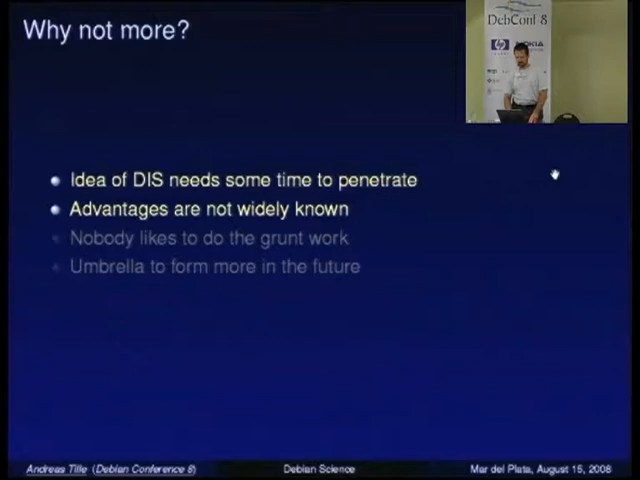 Why not more?
DebConf 8
hp
NOKIA
Idea of DIS needs some time to penetrate
Advantages are not widely known
Nobody likes to do the grunt work
Umbrella to form more in the future
Andreas Tille (Debian Conference 8)
Debian Science
Mar del Plata, August 15, 2008